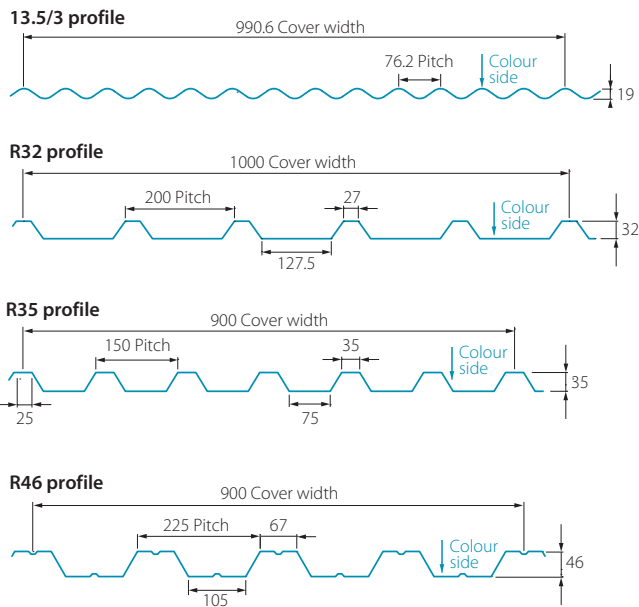 13.5/3 profile
990.6 Cover width
76.2 Pitch
Colour
side
19
R32 profile
1000 Cover width
200 Pitch
27
Colour
side
32
127.5
R35 profile
900 Cover width
150 Pitch
35
Colour
side
35
25
75
R46 profile
900 Cover width
225 Pitch
67
Colour
side
46
105